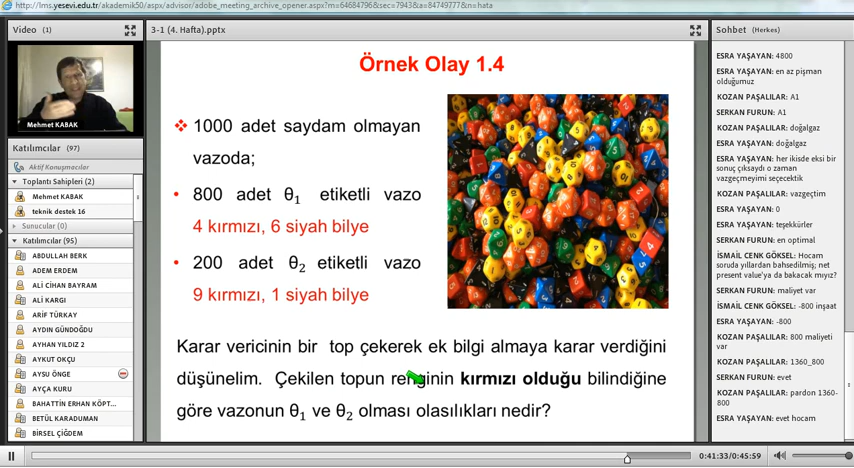 http://lms.yesevi.edu.tr/akademik50/aspx/advisor/adobe_meeting_archive_opener.aspx?m=64684796&sec=7943&a=84749777&n=hata
Video (1)
Mehmet KABAK
Katılımcılar (97)
Aktif Konuşmacılar
Toplantı Sahipleri (2)
Mehmet KABAK
teknik destek 16
Sunucular (0)
Katılımcılar (95)
ABDULLAH BERK
ADEM ERDEM
ALİ CİHAN BAYRAM
ALİ KARGI
ARİF TÜRKAY
AYDIN GÜNDOĞDU
AYHAN YILDIZ 2
AYKUT OKÇU
AYSU ÖNGE
AYÇA KURU
BAHATTİN ERHAN KÖPT...
BETÜL KARADUMAN
BİRSEL ÇİĞDEM
3-1 (4. Hafta).pptx
Örnek Olay 1.4
❖ 1000 adet saydam olmayan
vazoda;
• 800 adet θ₁ etiketli vazo
4 kırmızı, 6 siyah bilye
• 200 adet θ₂ etiketli vazo
9 kırmızı, 1 siyah bilye
Karar vericinin bir top çekerek ek bilgi almaya karar verdiğini
düşünelim. Çekilen topun renginin kırmızı olduğu bilindiğine
göre vazonun θ₁ ve θ₂ olması olasılıkları nedir?
Sohbet (Herkes)
ESRA YAŞAYAN: 4800
ESRA YAŞAYAN: en az pişman
olduğumuz
KOZAN PAŞALILAR: A1
SERKAN FURUN: A1
KOZAN PAŞALILAR: doğalgaz
ESRA YAŞAYAN: doğalgaz
ESRA YAŞAYAN: her ikisde eksi bir
sonuç çıksaydı o zaman
vazgeçmeyimi seçecektik
KOZAN PAŞALILAR: vazgeçtim
ESRA YAŞAYAN: 0
ESRA YAŞAYAN: teşekkürler
SERKAN FURUN: en optimal
İSMAİL CENK GÖKSEL: Hocam
soruda yıllardan bahsedilmiş; net
present value'ya da bakacak mıyız?
SERKAN FURUN: maliyet var
İSMAİL CENK GÖKSEL: -800 inşaat
ESRA YAŞAYAN: -800
KOZAN PAŞALILAR: 800 maliyeti
var
KOZAN PAŞALILAR: 1360_800
SERKAN FURUN: evet
KOZAN PAŞALILAR: pardon 1360-
800
ESRA YAŞAYAN: evet hocam
0:41:33/0:45:59